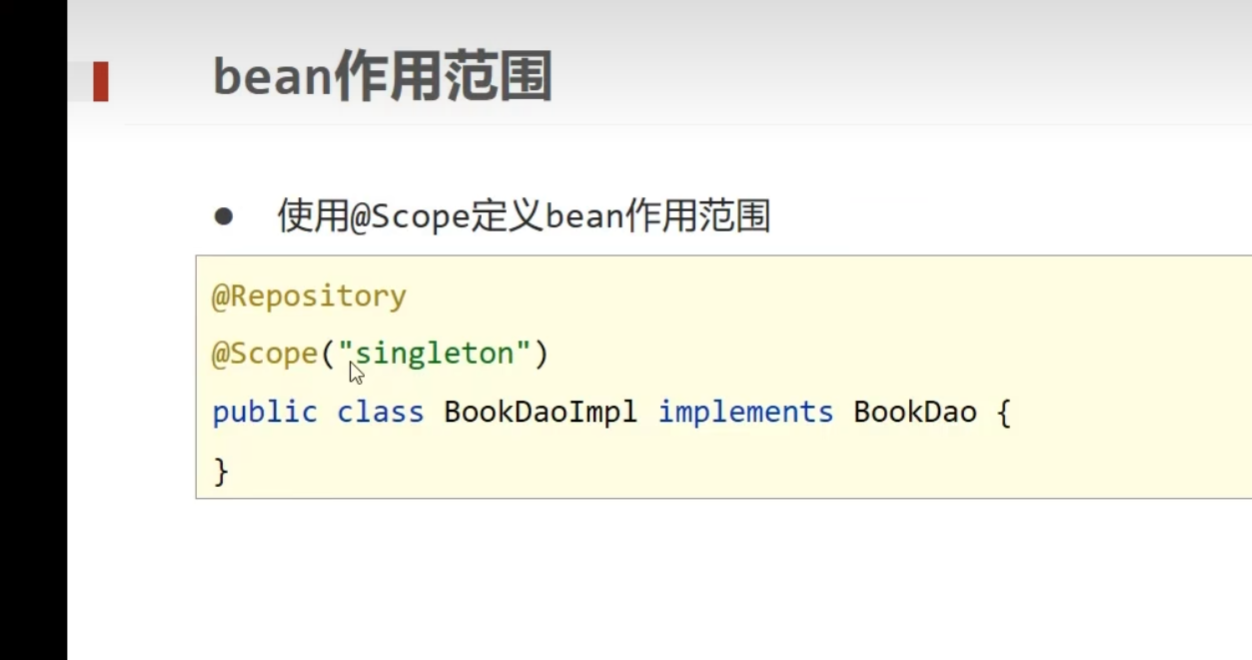 bean作用范围
● 使用@Scope定义bean作用范围
@Repository
@Scope("singleton")
public class BookDaoImpl implements BookDao {
}